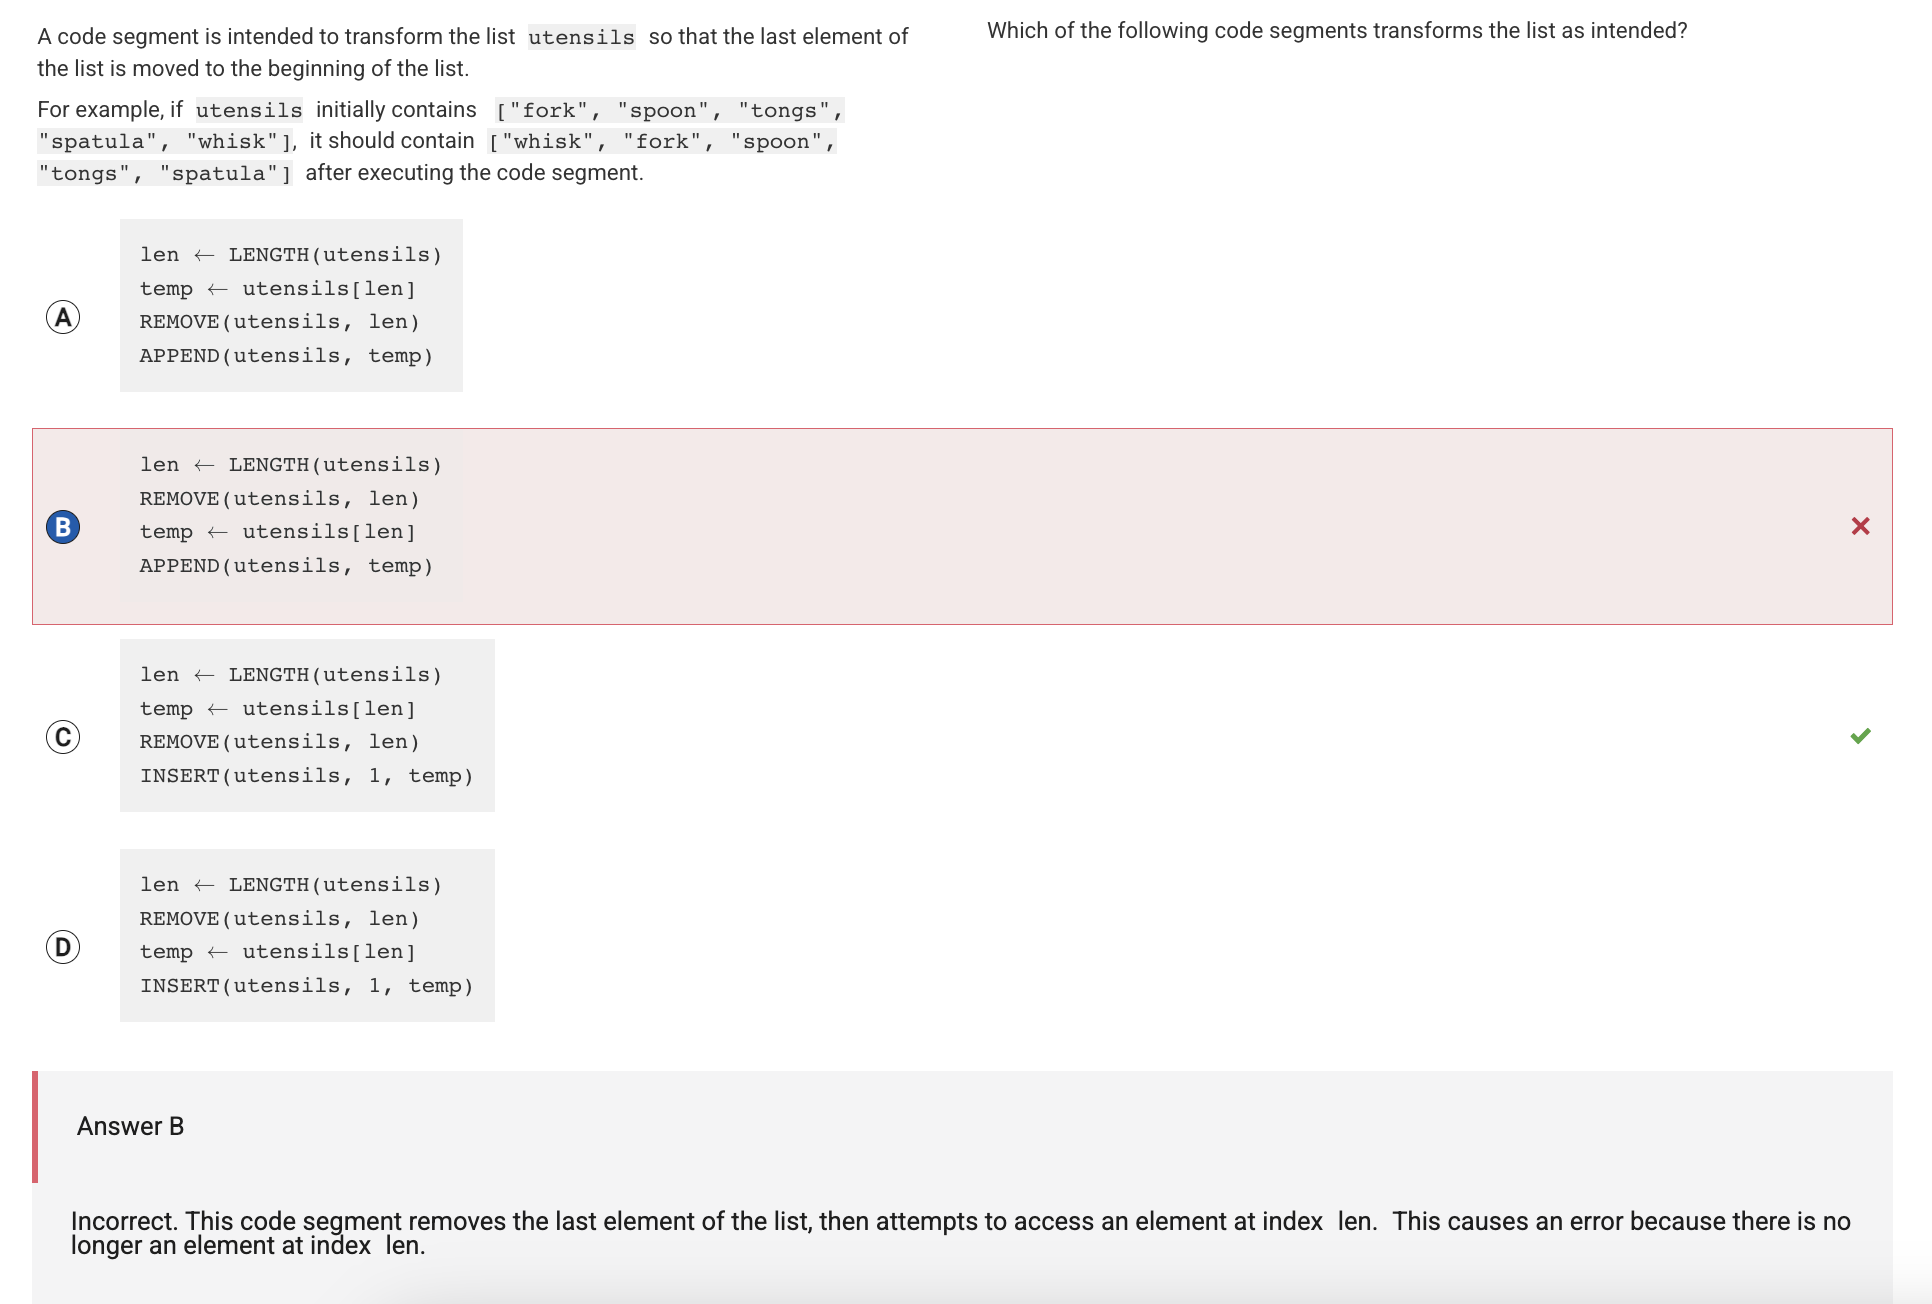 A code segment is intended to transform the list utensils so that the last element of
the list is moved to the beginning of the list.
For example, if utensils initially contains ["fork", "spoon", "tongs",
"spatula", "whisk"], it should contain ["whisk", "fork", "spoon",
"tongs", "spatula"] after executing the code segment.
Which of the following code segments transforms the list as intended?
A
len ← LENGTH(utensils)
temp ← utensils[len]
REMOVE(utensils, len)
APPEND(utensils, temp)
B
len ← LENGTH(utensils)
REMOVE(utensils, len)
temp ← utensils[len]
APPEND(utensils, temp)
C
len ← LENGTH(utensils)
temp ← utensils[len]
REMOVE(utensils, len)
INSERT(utensils, 1, temp)
D
len ← LENGTH(utensils)
REMOVE(utensils, len)
temp ← utensils[len]
INSERT(utensils, 1, temp)
Answer B
Incorrect. This code segment removes the last element of the list, then attempts to access an element at index len. This causes an error because there is no
longer an element at index len.